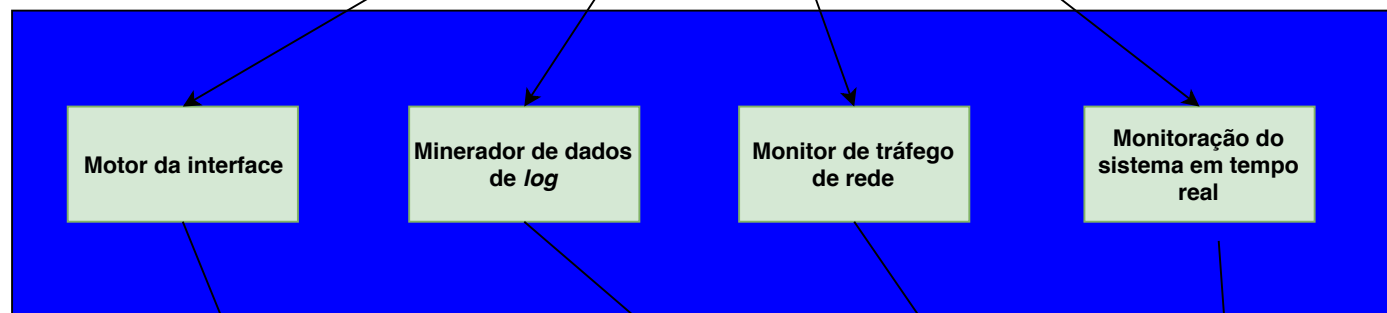 Motor da interface
Minerador de dados
de log
Monitor de tráfego
de rede
Monitoração do
sistema em tempo
real